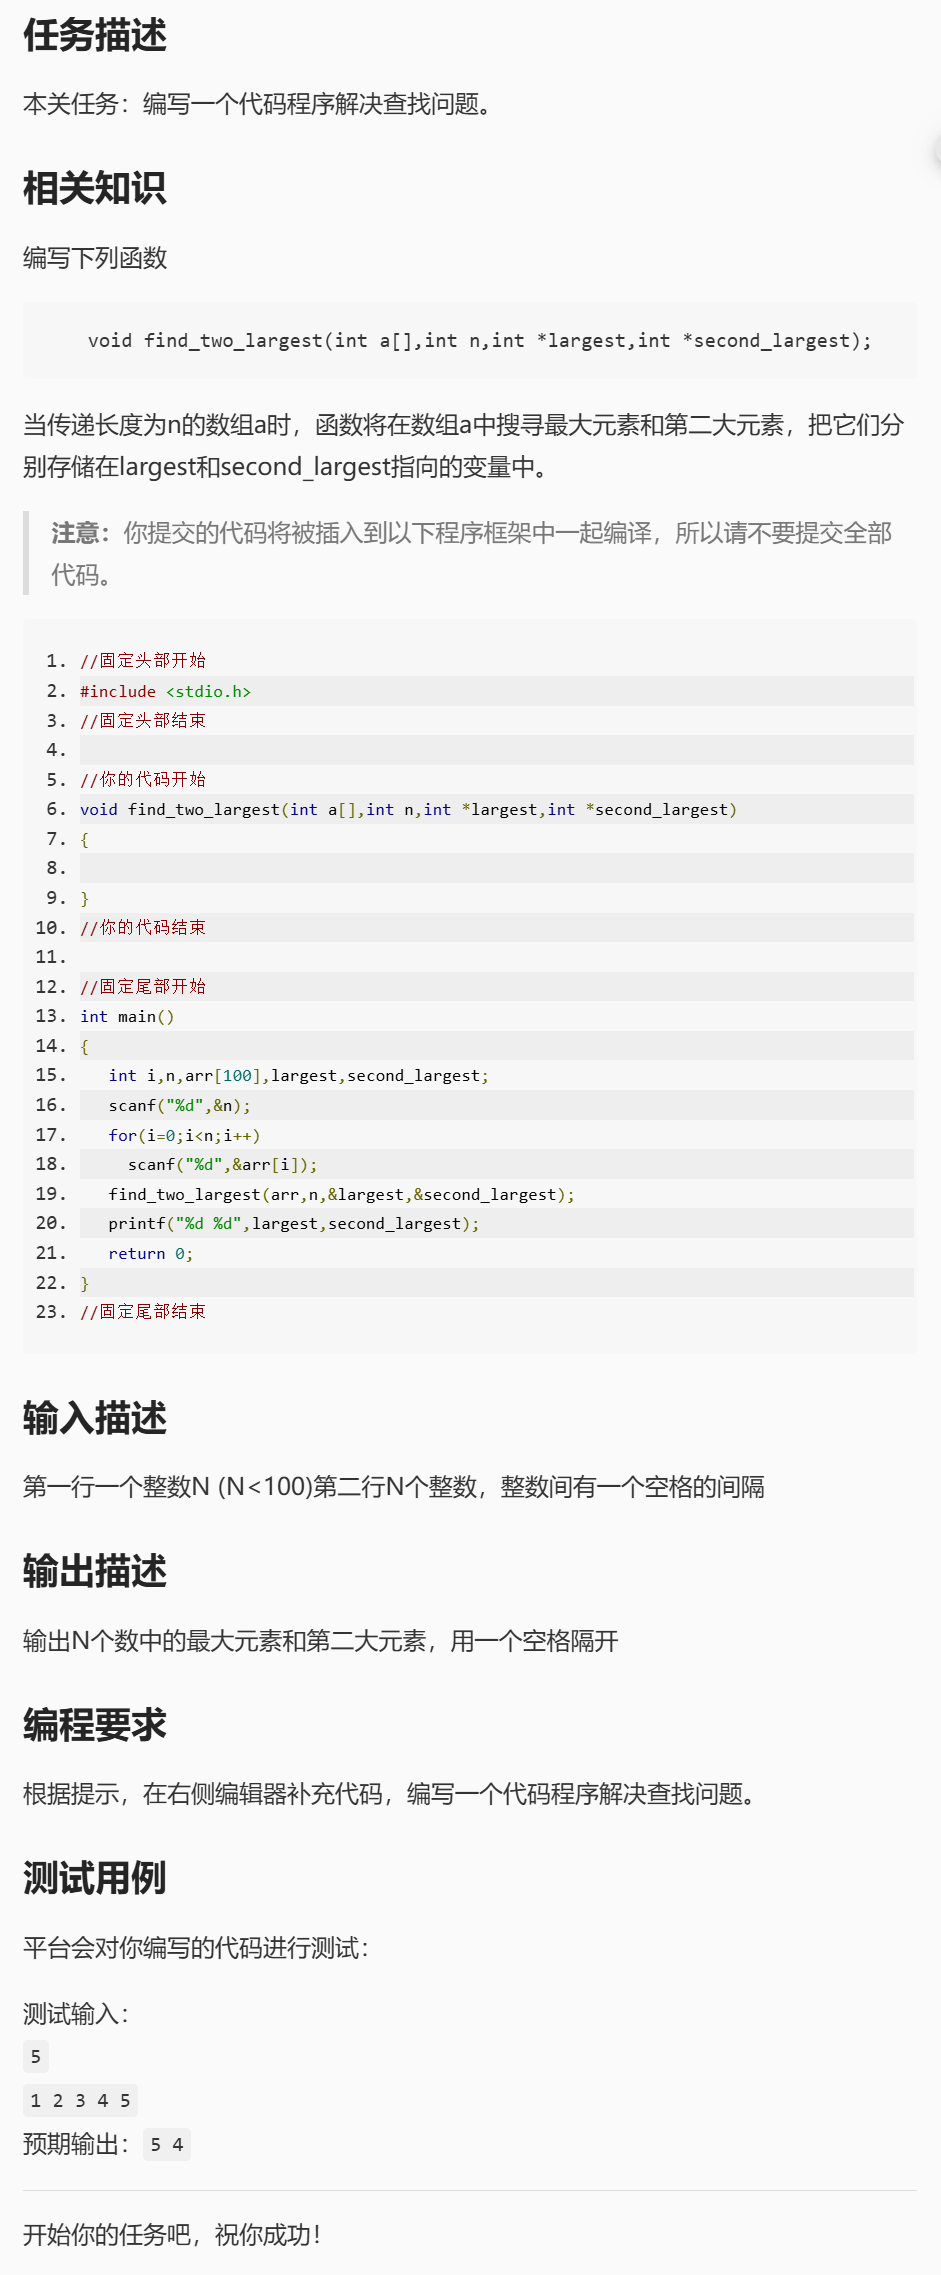 任务描述
本关任务：编写一个代码程序解决查找问题。
相关知识
编写下列函数
void find_two_largest(int a[],int n,int *largest,int *second_largest);
当传递长度为n的数组a时，函数将在数组a中搜寻最大元素和第二大元素，把它们分
别存储在largest和second_largest指向的变量中。
注意：你提交的代码将被插入到以下程序框架中一起编译，所以请不要提交全部
代码。
1. //固定头部开始
2. #include <stdio.h>
3. //固定头部结束
4.
5. //你的代码开始
6. void find_two_largest(int a[],int n,int *largest,int *second_largest)
7. {
8.
9. }
10. //你的代码结束
11.
12. //固定尾部开始
13. int main()
14. {
15. int i,n,arr[100],largest,second_largest;
16. scanf("%d",&n);
17. for(i=0;i<n;i++)
18. scanf("%d",&arr[i]);
19. find_two_largest(arr,n,&largest,&second_largest);
20. printf("%d %d",largest,second_largest);
21. return 0;
22. }
23. //固定尾部结束
输入描述
第一行一个整数N (N<100)第二行N个整数，整数间有一个空格的间隔
输出描述
输出N个数中的最大元素和第二大元素，用一个空格隔开
编程要求
根据提示，在右侧编辑器补充代码，编写一个代码程序解决查找问题。
测试用例
平台会对你编写的代码进行测试：
测试输入：
5
1 2 3 4 5
预期输出：5 4
开始你的任务吧，祝你成功！